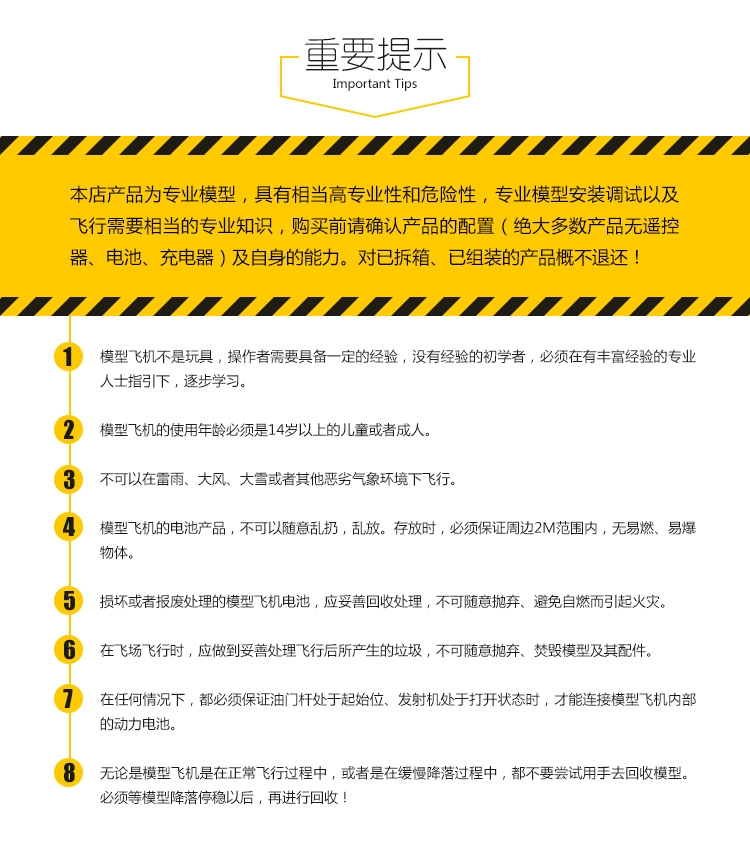 重要提示
Important Tips
本店产品为专业模型，具有相当高专业性和危险性，专业模型安装调试以及
飞行需要相当的专业知识，购买前请确认产品的配置（绝大多数产品无遥控
器、电池、充电器）及自身的能力。对已拆箱、已组装的产品概不退还！
1 模型飞机不是玩具，操作者需要具备一定的经验，没有经验的初学者，必须在有丰富经验的专业
人士指引下，逐步学习。
2 模型飞机的使用年龄必须是14岁以上的儿童或者成人。
3 不可以在雷雨、大风、大雪或者其他恶劣气象环境下飞行。
4 模型飞机的电池产品，不可以随意乱扔，乱放。存放时，必须保证周边2M范围内，无易燃、易爆
物体。
5 损坏或者报废处理的模型飞机电池，应妥善回收处理，不可随意抛弃、避免自燃而引起火灾。
6 在飞场飞行时，应做到妥善处理飞行后所产生的垃圾，不可随意抛弃、焚毁模型及其配件。
7 在任何情况下，都必须保证油门杆处于起始位、发射机处于打开状态时，才能连接模型飞机内部
的动力电池。
8 无论是模型飞机是在正常飞行过程中，或者是在缓慢降落过程中，都不要尝试用手去回收模型。
必须等模型降落停稳以后，再进行回收！